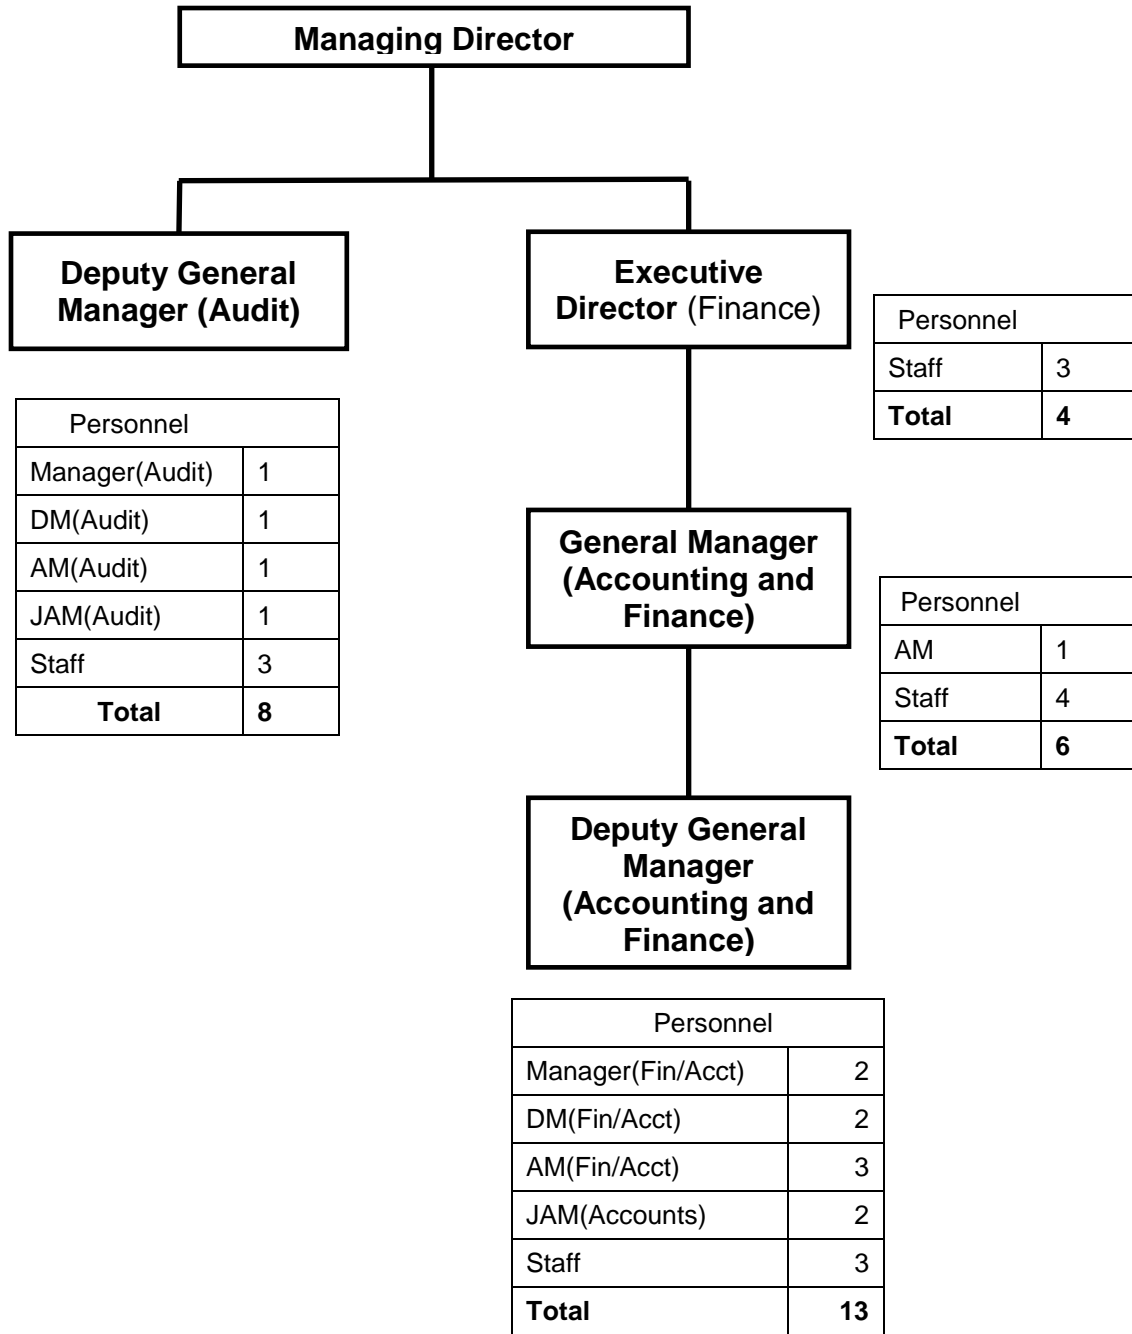 Managing Director
Deputy General
Manager (Audit)
Executive
Director (Finance)
Personnel
Staff 3
Total 4
Personnel
Manager(Audit) 1
DM(Audit) 1
AM(Audit) 1
JAM(Audit) 1
Staff 3
Total 8
General Manager
(Accounting and
Finance)
Personnel
AM 1
Staff 4
Total 6
Deputy General
Manager
(Accounting and
Finance)
Personnel
Manager(Fin/Acct) 2
DM(Fin/Acct) 2
AM(Fin/Acct) 3
JAM(Accounts) 2
Staff 3
Total 13